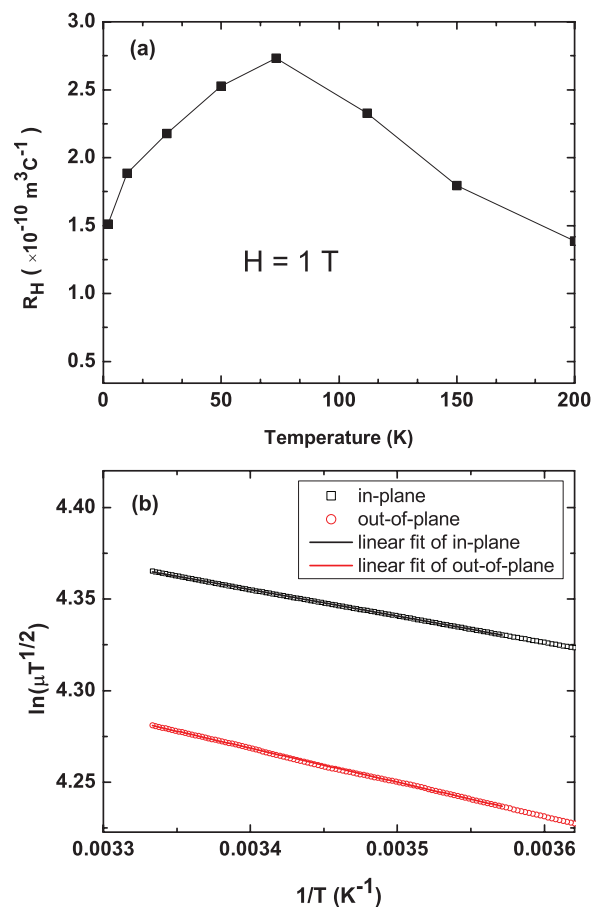 (a)
3.0
2.5
2.0
1.5
1.0
0.5
R_H ( ×10^-10 m^3C^-1)
H = 1 T
0 50 100 150 200
Temperature (K)
(b)
in-plane
out-of-plane
linear fit of in-plane
linear fit of out-of-plane
4.40
4.35
4.30
4.25
ln(μT^1/2)
0.0033 0.0034 0.0035 0.0036
1/T (K^-1)